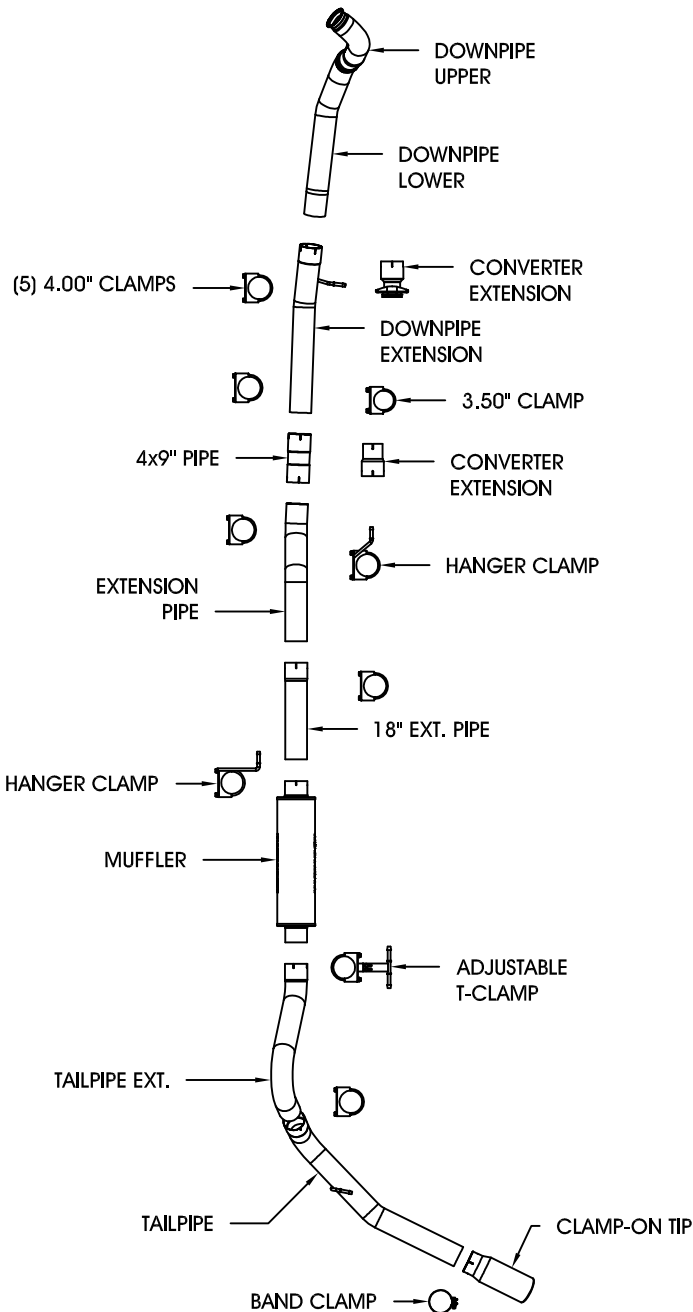 DOWNPIPE
UPPER
DOWNPIPE
LOWER
(5) 4.00" CLAMPS
CONVERTER
EXTENSION
DOWNPIPE
EXTENSION
3.50" CLAMP
4x9" PIPE
CONVERTER
EXTENSION
HANGER CLAMP
EXTENSION
PIPE
18" EXT. PIPE
HANGER CLAMP
MUFFLER
ADJUSTABLE
T-CLAMP
TAILPIPE EXT.
TAILPIPE
CLAMP-ON TIP
BAND CLAMP